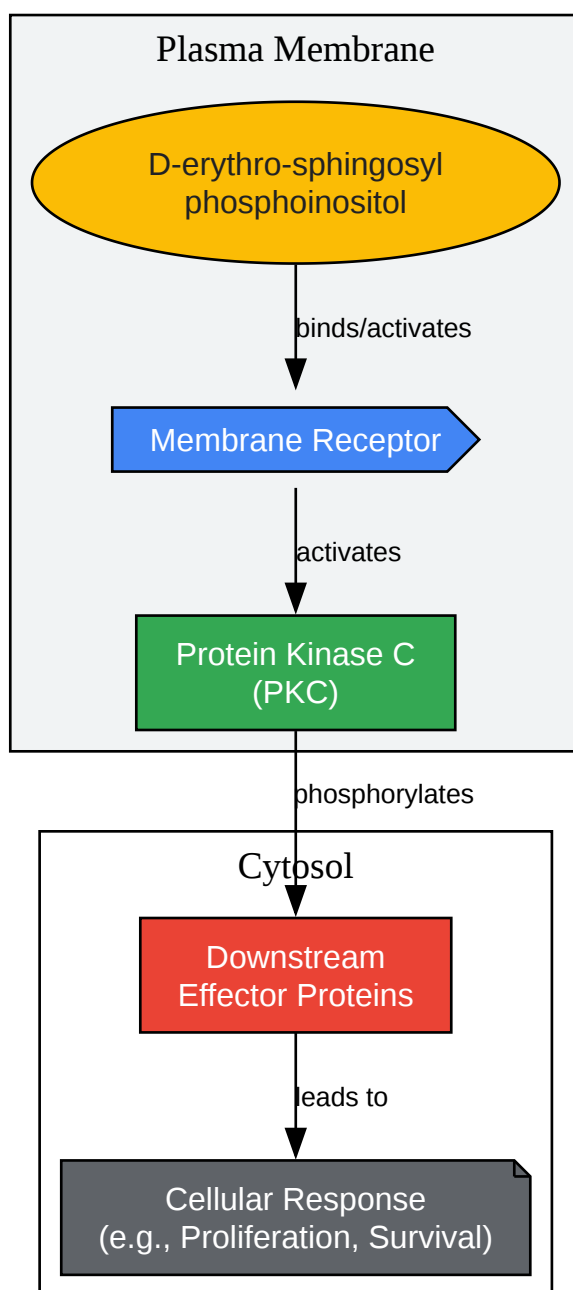 Plasma Membrane
D-erythro-sphingosyl
phosphoinositol
binds/activates
Membrane Receptor
activates
Protein Kinase C
(PKC)
phosphorylates
Cytosol
Downstream
Effector Proteins
leads to
Cellular Response
(e.g., Proliferation, Survival)